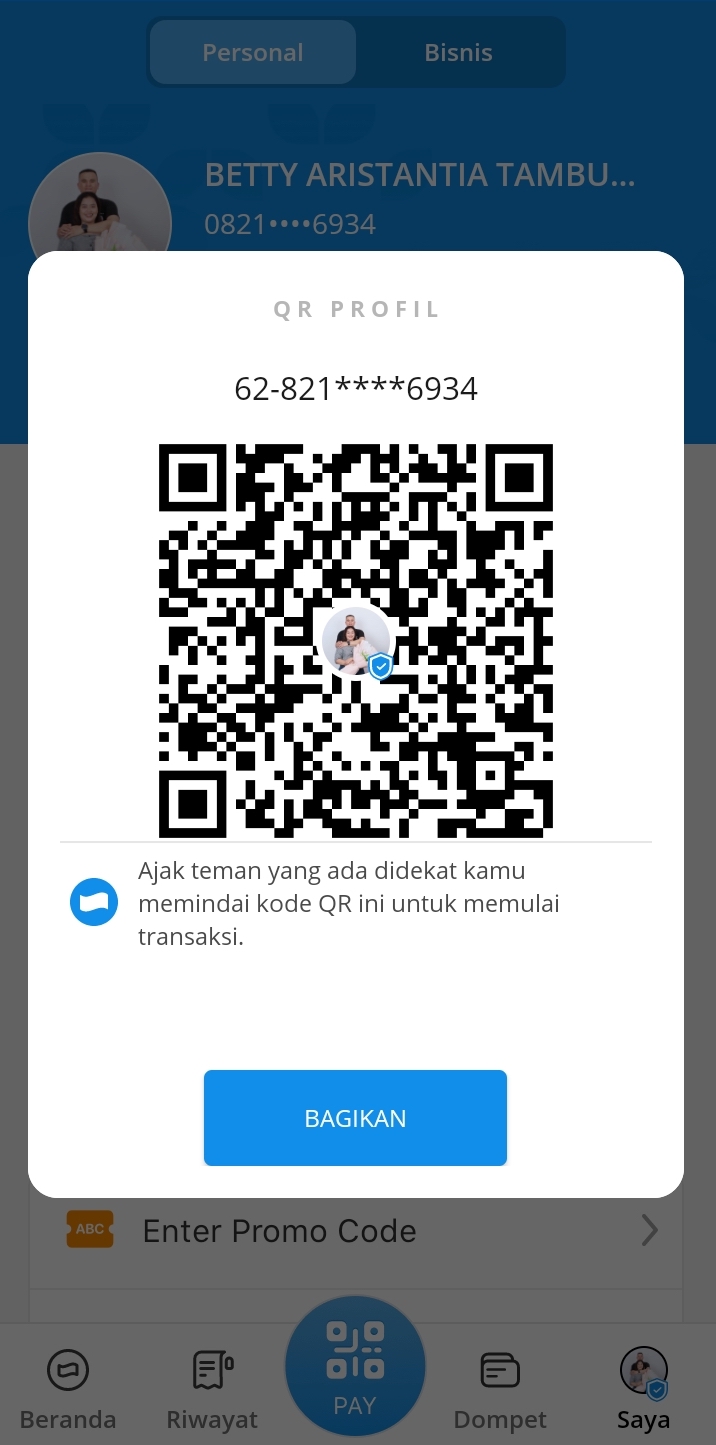 Personal
Bisnis
BETTY ARISTANTIA TAMBU...
0821••••6934
QR PROFIL
62-821****6934
Ajak teman yang ada didekat kamu
memindai kode QR ini untuk memulai
transaksi.
BAGIKAN
ABC
Enter Promo Code
PAY
Beranda
Riwayat
Dompet
Saya